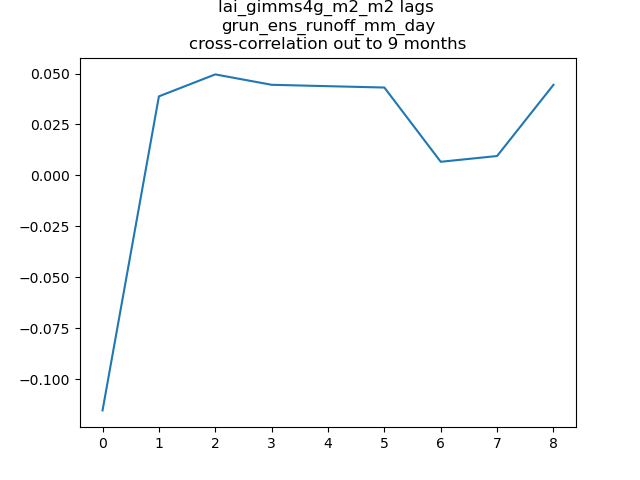 lai_gimms4g_m2_m2 lags
grun_ens_runoff_mm_day
cross-correlation out to 9 months
0.050
0.025
0.000
−0.025
−0.050
−0.075
−0.100
0 1 2 3 4 5 6 7 8